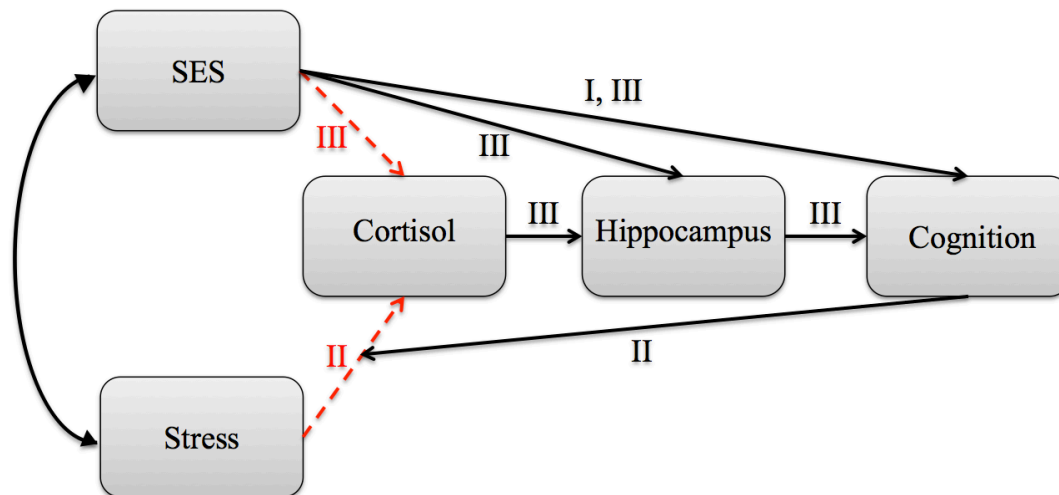 SES
I, III
III
III
Cortisol
III
Hippocampus
III
Cognition
II
II
Stress